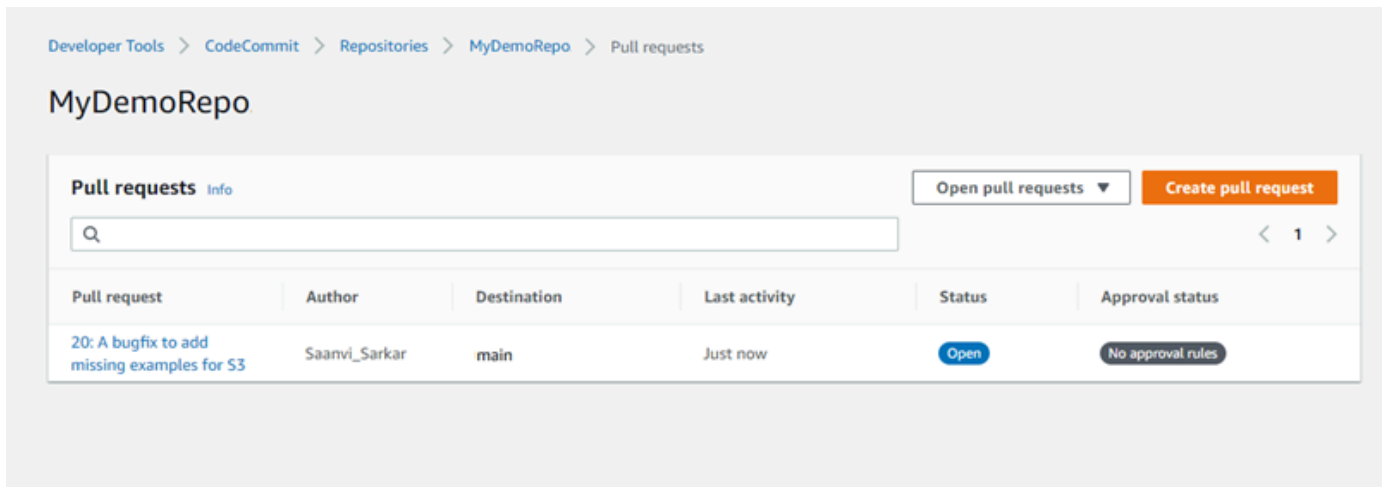 Developer Tools > CodeCommit > Repositories > MyDemoRepo > Pull requests
MyDemoRepo
Pull requests Info
Open pull requests ▼
Create pull request
< 1 >
Pull request Author Destination Last activity Status Approval status
20: A bugfix to add
missing examples for S3
Saanvi_Sarkar main Just now Open No approval rules